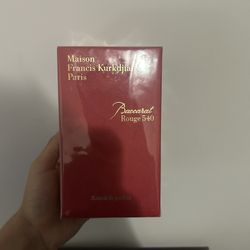 Maison
Francis Kurkdjian
Paris
Baccarat
Rouge 540